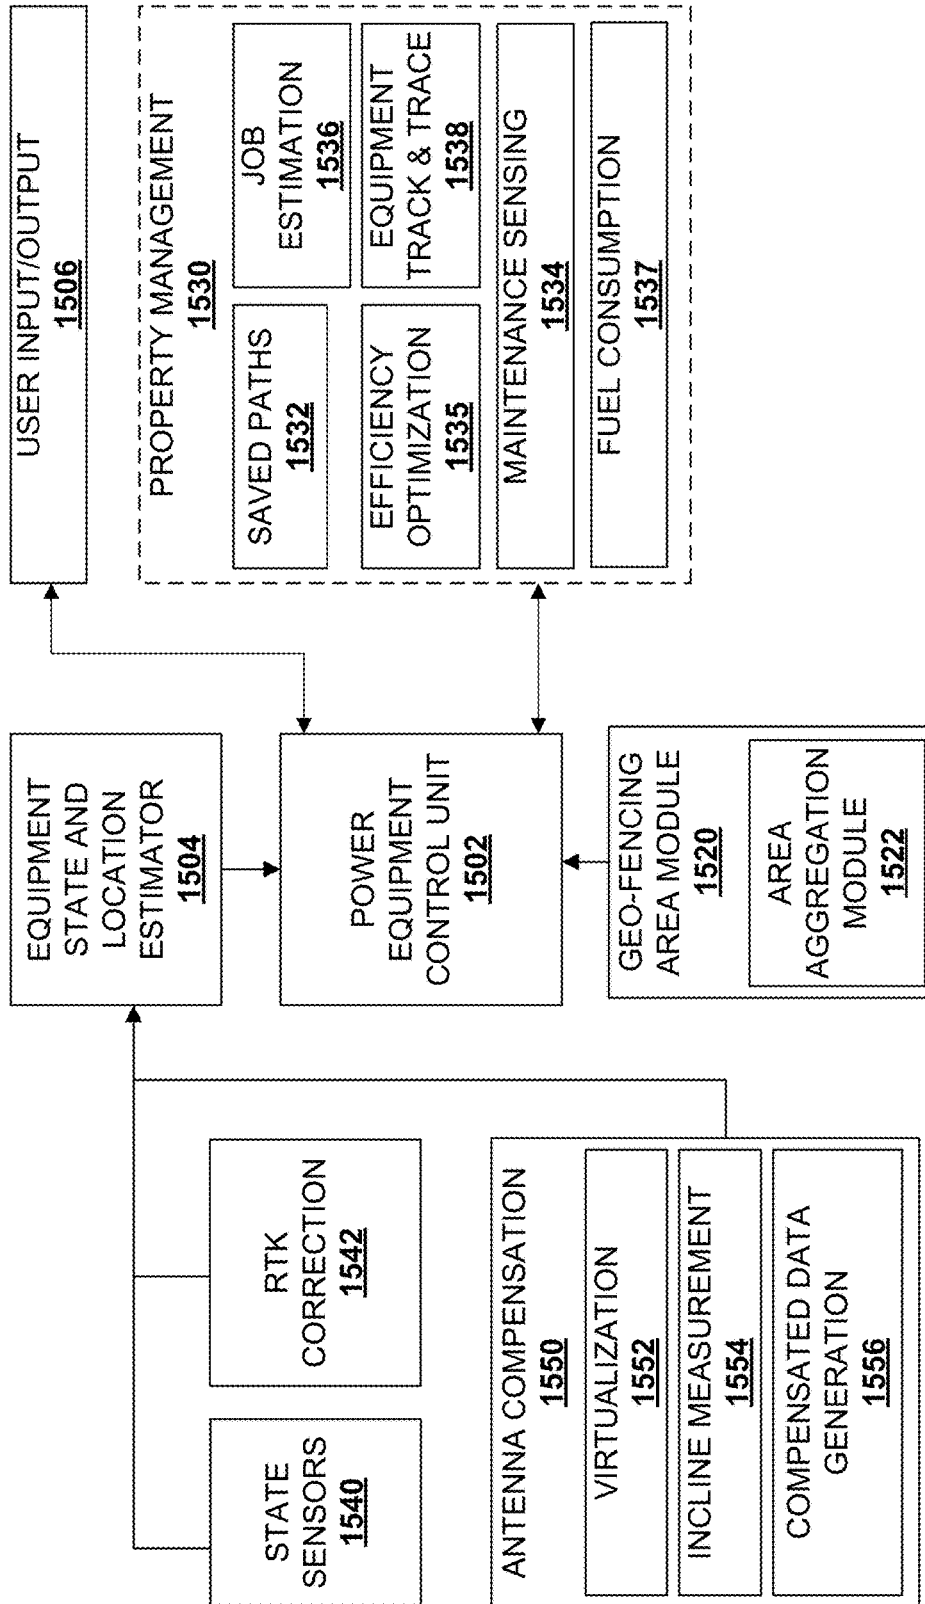 STATE
SENSORS
1540
RTK
CORRECTION
1542
ANTENNA COMPENSATION
1550
VIRTUALIZATION
1552
INCLINE MEASUREMENT
1554
COMPENSATED DATA
GENERATION
1556
EQUIPMENT
STATE AND
LOCATION
ESTIMATOR
1504
POWER
EQUIPMENT
CONTROL UNIT
1502
GEO-FENCING
AREA MODULE
1520
AREA
AGGREGATION
MODULE
1522
USER INPUT/OUTPUT
1506
PROPERTY MANAGEMENT
1530
SAVED PATHS
1532
JOB
ESTIMATION
1536
EFFICIENCY
OPTIMIZATION
1535
EQUIPMENT
TRACK & TRACE
1538
MAINTENANCE SENSING
1534
FUEL CONSUMPTION
1537